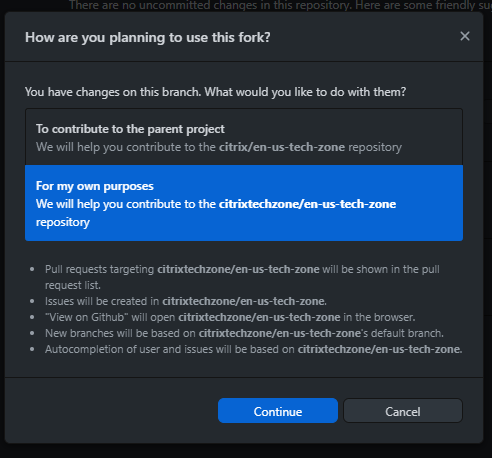 There are no uncommitted changes in this repository. Here are some friendly su
How are you planning to use this fork?
You have changes on this branch. What would you like to do with them?
To contribute to the parent project
We will help you contribute to the citrix/en-us-tech-zone repository
For my own purposes
We will help you contribute to the citrixtechzone/en-us-tech-zone
repository
• Pull requests targeting citrixtechzone/en-us-tech-zone will be shown in the pull
request list.
• Issues will be created in citrixtechzone/en-us-tech-zone.
• "View on Github" will open citrixtechzone/en-us-tech-zone in the browser.
• New branches will be based on citrixtechzone/en-us-tech-zone's default branch.
• Autocompletion of user and issues will be based on citrixtechzone/en-us-tech-zone.
Continue
Cancel